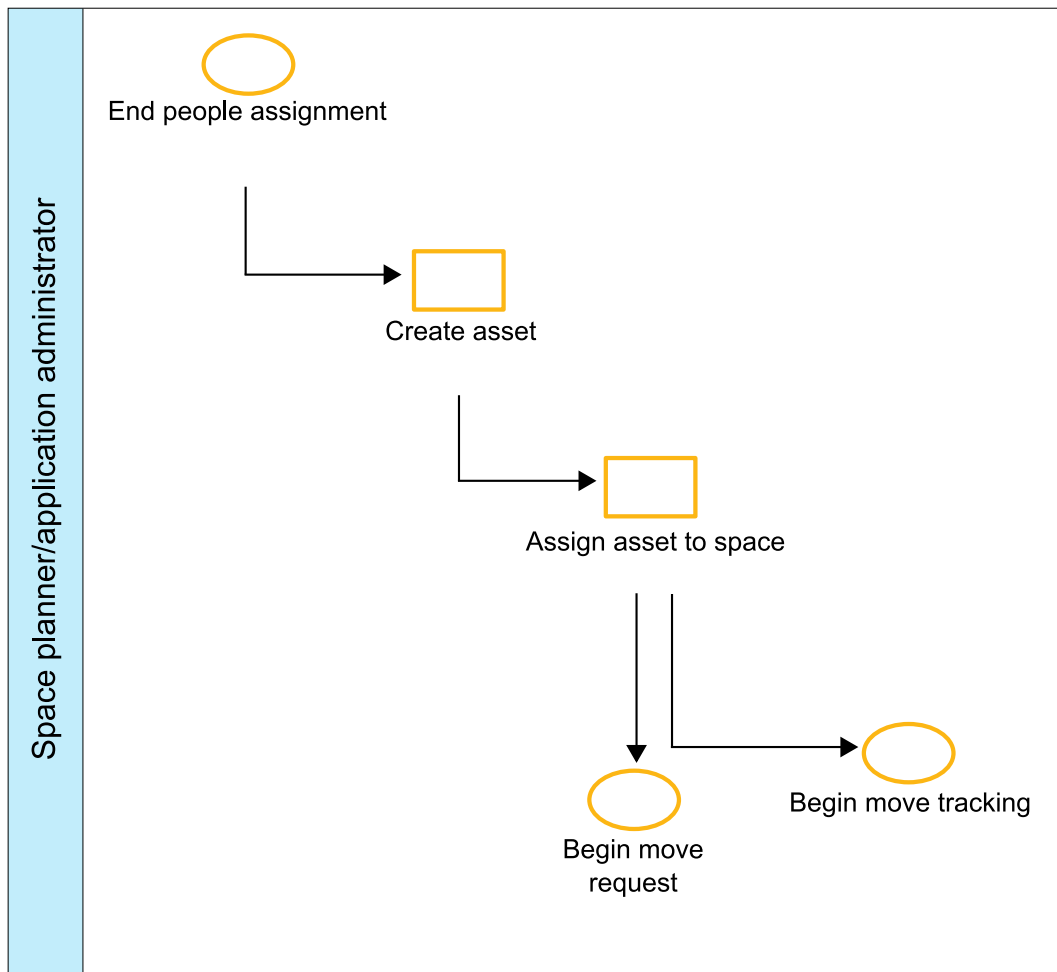 Space planner/application administrator
End people assignment
Create asset
Assign asset to space
Begin move tracking
Begin move
request